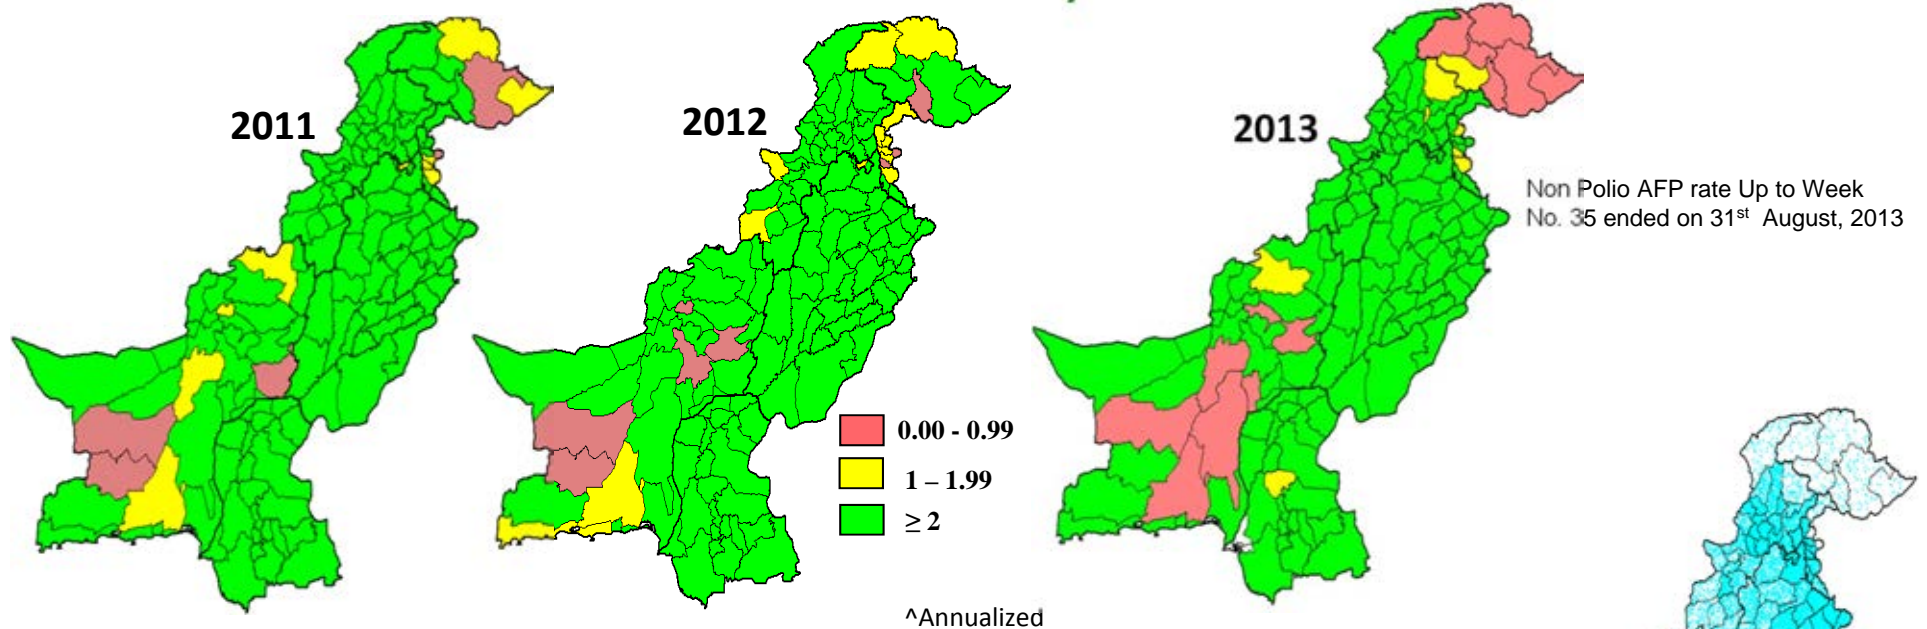 2011
2012
2013
Non Polio AFP rate Up to Week
No. 35 ended on 31st August, 2013
0.00 - 0.99
1 – 1.99
≥ 2
^Annualized